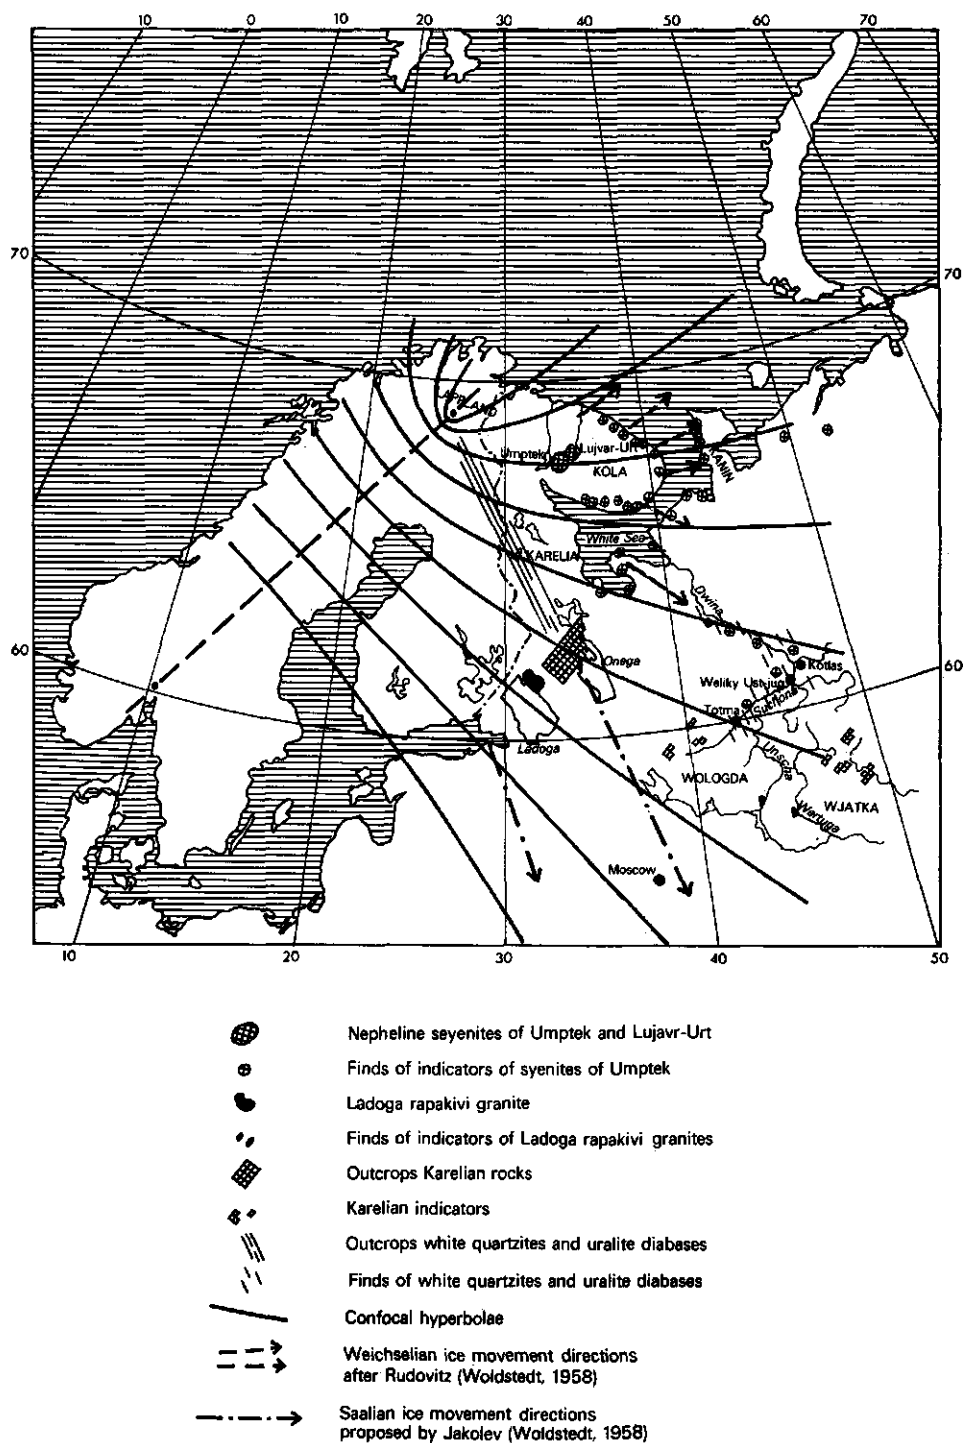 10 0 10 20 30 40 50 60 70
70
70
LAPLAND
Umptek
Lujvar-Urt
KOLA
KANIN
White Sea
KARELIA
Dwina
60
Onega
Kotlas
60
Weliky Ust-jug
Suchona
Totma
Ladoga
Unscha
WOLOGDA
WJATKA
Wetluga
Moscow
10 20 30 40 50
Nepheline seyenites of Umptek and Lujavr-Urt
Finds of indicators of syenites of Umptek
Ladoga rapakivi granite
Finds of indicators of Ladoga rapakivi granites
Outcrops Karelian rocks
Karelian indicators
Outcrops white quartzites and uralite diabases
Finds of white quartzites and uralite diabases
Confocal hyperbolae
Weichselian ice movement directions
after Rudovitz (Woldstedt, 1958)
Saalian ice movement directions
proposed by Jakolev (Woldstedt, 1958)